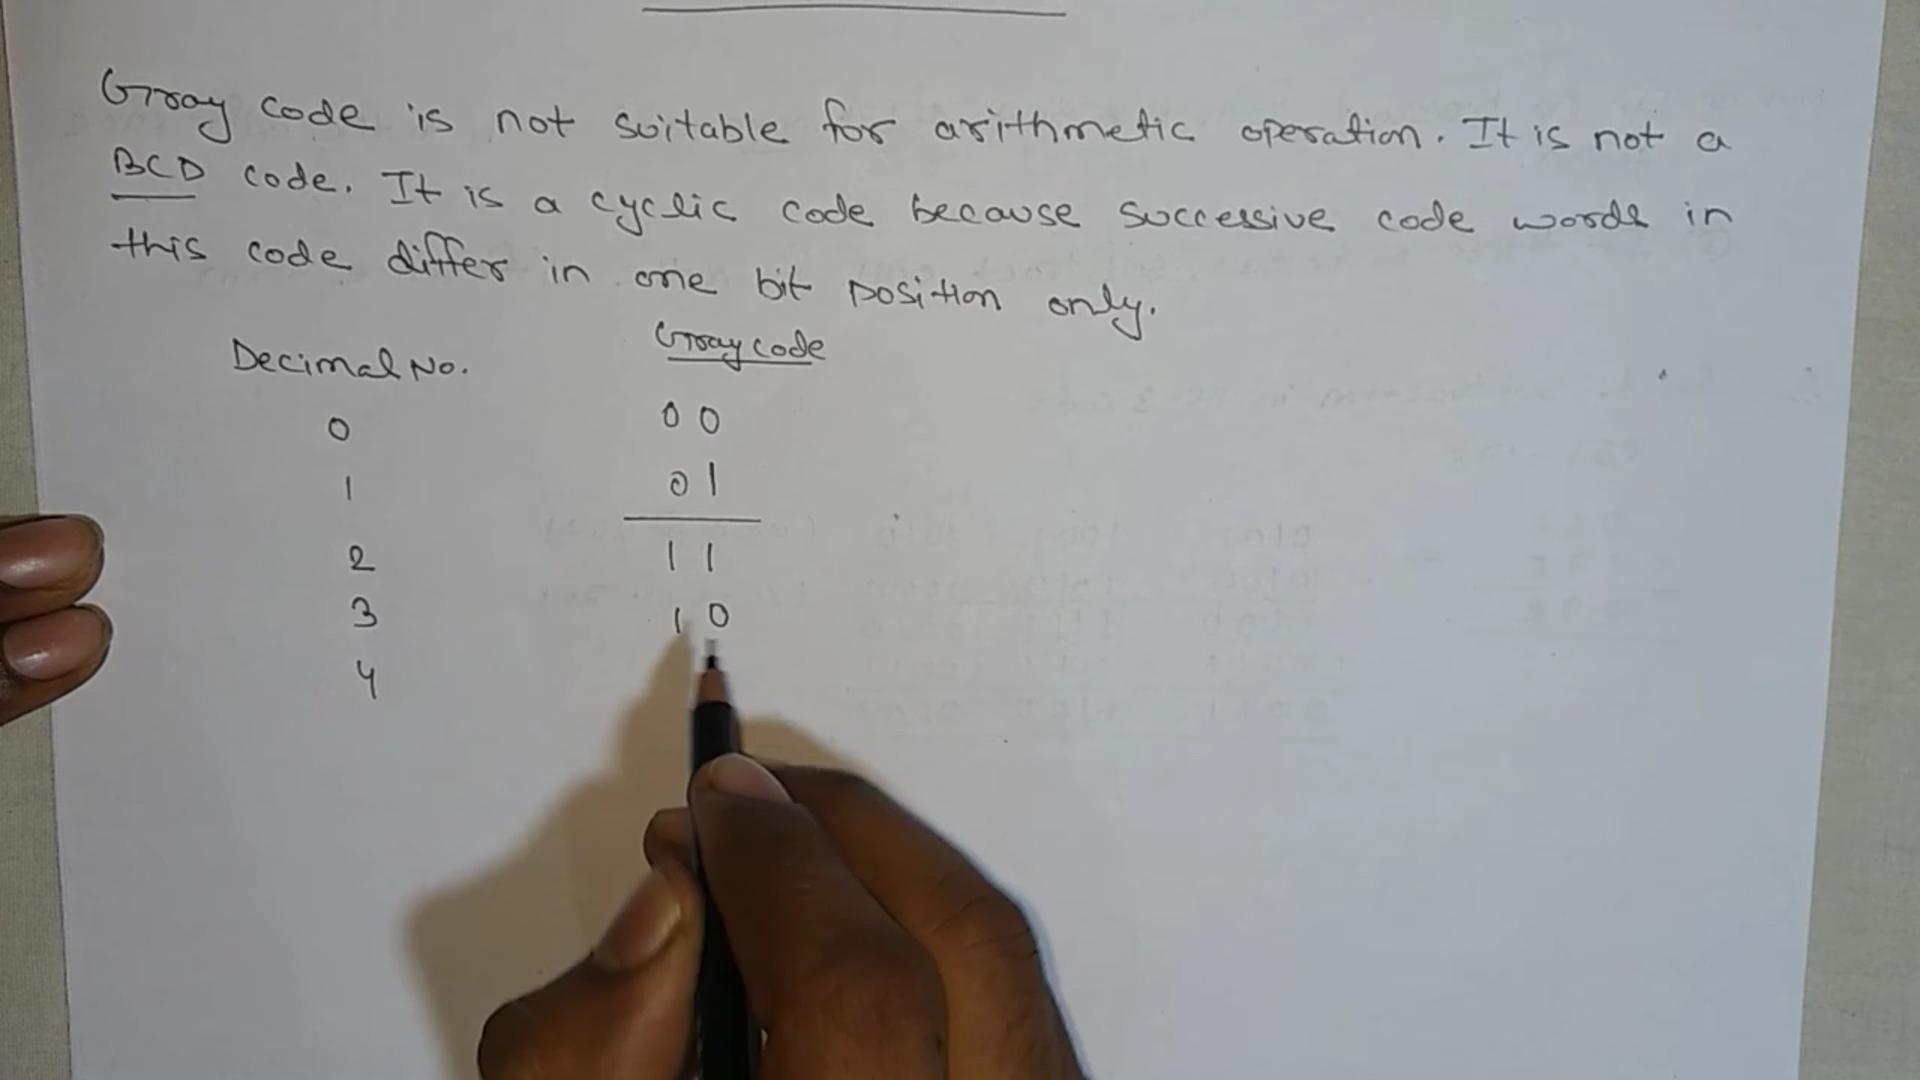 Gray code is not suitable for arithmetic operation. It is not a
BCD code. It is a cyclic code because successive code words in
this code differ in one bit position only.
Decimal No. Gray code
0 0 0
1 0 1
2 1 1
3 1 0
4